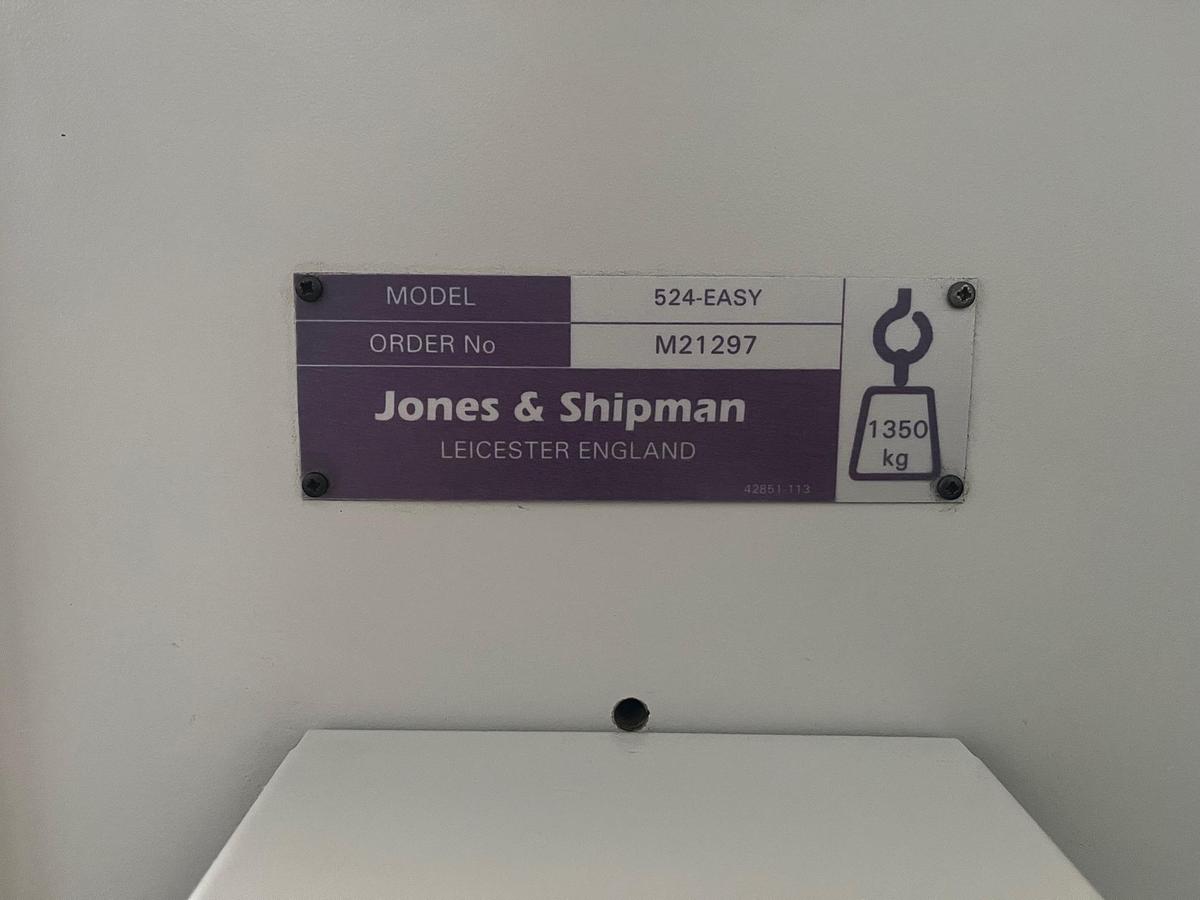 MODEL 524-EASY
ORDER No M21297
Jones & Shipman
LEICESTER ENGLAND
42851-113
1350
kg